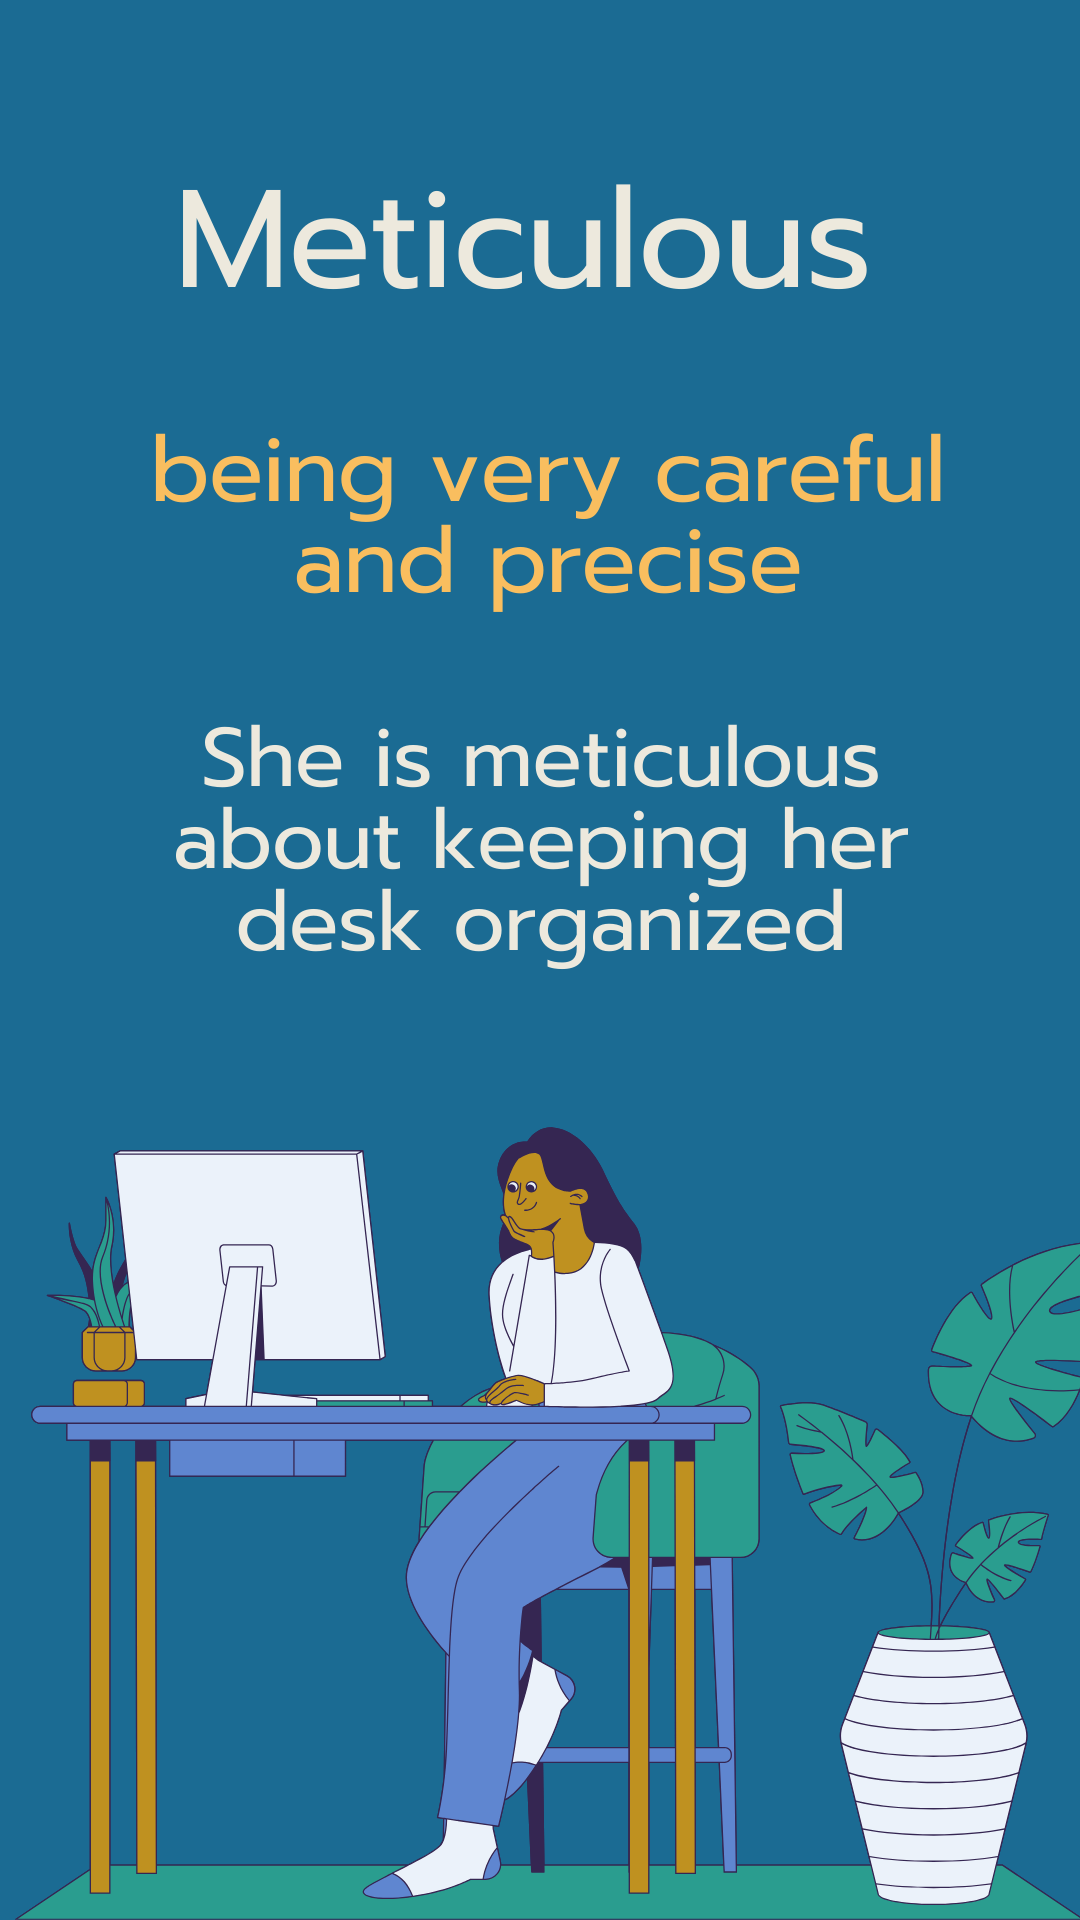 Meticulous
being very careful
and precise
She is meticulous
about keeping her
desk organized